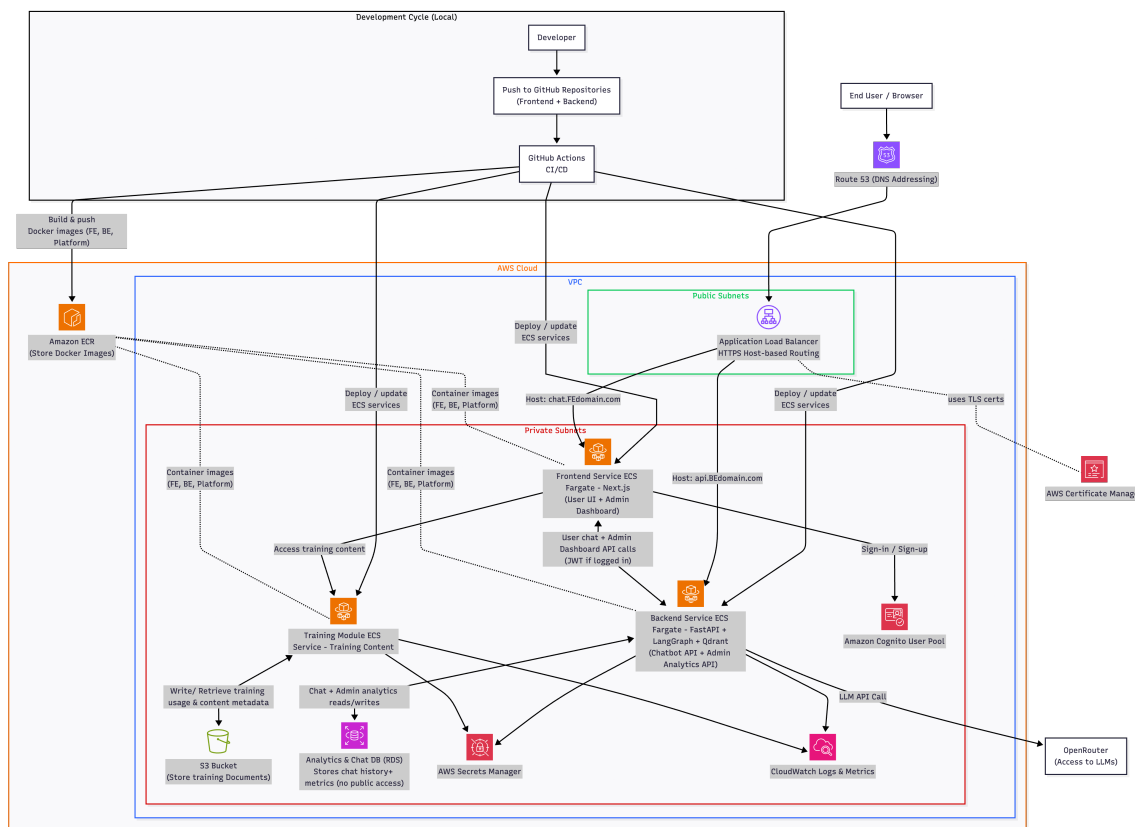 Development Cycle (Local)
Developer
Push to GitHub Repositories
(Frontend + Backend)
End User / Browser
GitHub Actions
CI/CD
Route 53 (DNS Addressing)
Build & push
Docker images (FE, BE,
Platform)
AWS Cloud
VPC
Public Subnets
Amazon ECR
(Store Docker Images)
Deploy / update
ECS services
Application Load Balancer
HTTPS Host-based Routing
Deploy / update
ECS services
Container images
(FE, BE, Platform)
Host: chat.FEdomain.com
Deploy / update
ECS services
uses TLS certs
Private Subnets
Container images
(FE, BE, Platform)
Container images
(FE, BE, Platform)
Frontend Service ECS
Fargate - Next.js
(User UI + Admin
Dashboard)
Host: api.BEdomain.com
AWS Certificate Manag
Access training content
User chat + Admin
Dashboard API calls
(JWT if logged in)
Sign-in / Sign-up
Training Module ECS
Service - Training Content
Backend Service ECS
Fargate - FastAPI +
LangGraph + Qdrant
(Chatbot API + Admin
Analytics API)
Amazon Cognito User Pool
Write/ Retrieve training
usage & content metadata
Chat + Admin analytics
reads/writes
LLM API Call
S3 Bucket
(Store training Documents)
Analytics & Chat DB (RDS)
Stores chat history+
metrics (no public access)
AWS Secrets Manager
CloudWatch Logs & Metrics
OpenRouter
(Access to LLMs)